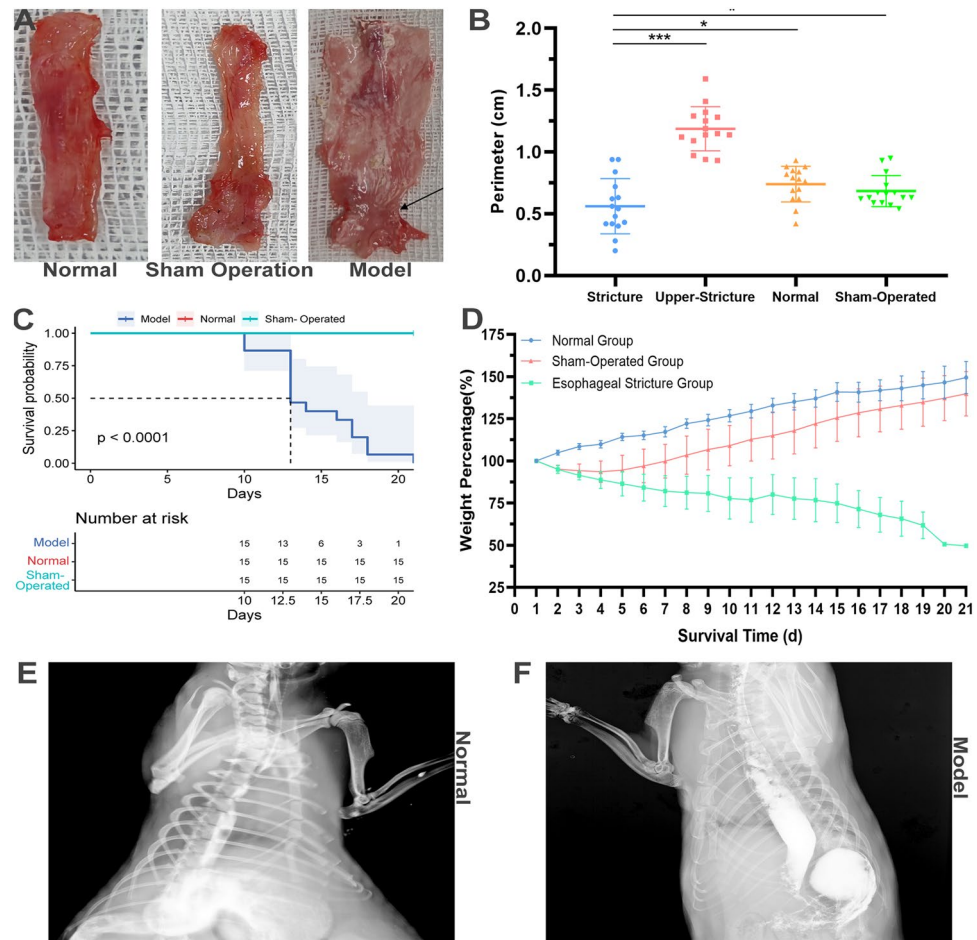 A
Normal
Sham Operation
Model
B
Perimeter (cm)
2.0
1.5
1.0
0.5
0.0
***
*
Stricture
Upper-Stricture
Normal
Sham-Operated
C
Model
Normal
Sham- Operated
Survival probability
1.00
0.75
0.50
0.25
0.00
p < 0.0001
0
5
10
15
20
Days
Number at risk
Model 15 13 6 3 1
Normal 15 15 15 15 15
Sham-
Operated 15 15 15 15 15
10 12.5 15 17.5 20
Days
D
Normal Group
Sham-Operated Group
Esophageal Stricture Group
Weight Percentage(%)
175
150
125
100
75
50
25
0 1 2 3 4 5 6 7 8 9 10 11 12 13 14 15 16 17 18 19 20 21
Survival Time (d)
E
Normal
F
Model